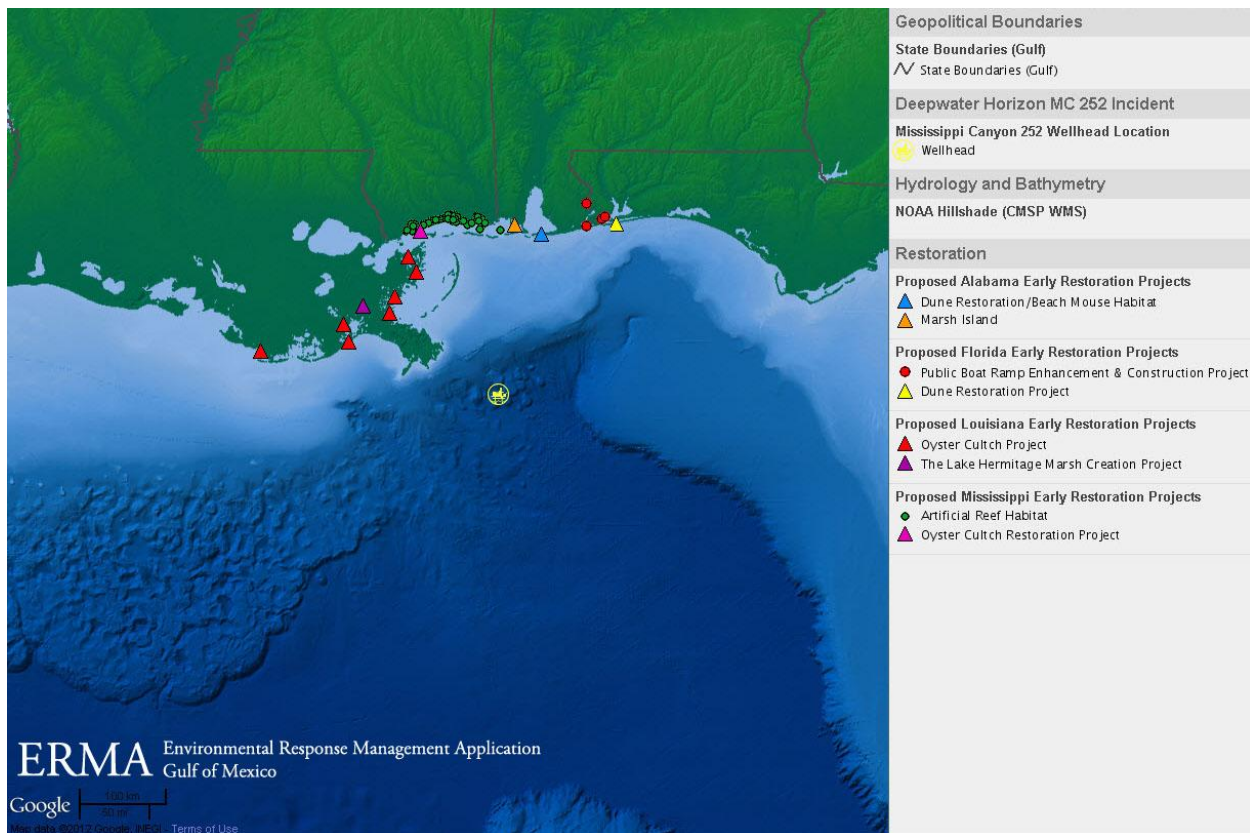 Geopolitical Boundaries
State Boundaries (Gulf)
State Boundaries (Gulf)
Deepwater Horizon MC 252 Incident
Mississippi Canyon 252 Wellhead Location
Wellhead
Hydrology and Bathymetry
NOAA Hillshade (CMSP WMS)
Restoration
Proposed Alabama Early Restoration Projects
Dune Restoration/Beach Mouse Habitat
Marsh Island
Proposed Florida Early Restoration Projects
Public Boat Ramp Enhancement & Construction Project
Dune Restoration Project
Proposed Louisiana Early Restoration Projects
Oyster Cultch Project
The Lake Hermitage Marsh Creation Project
Proposed Mississippi Early Restoration Projects
Artificial Reef Habitat
Oyster Cultch Restoration Project
ERMA Environmental Response Management Application
Gulf of Mexico
Google
100 km
50 mi
Map data ©2012 Google, INEGI - Terms of Use